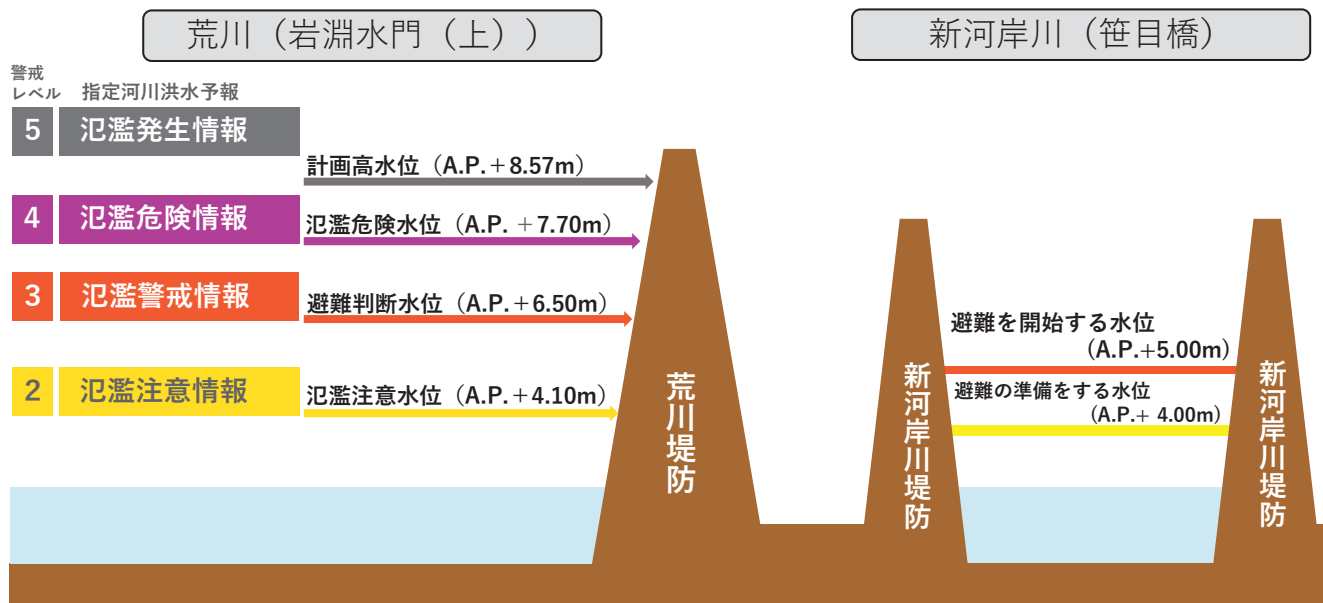 荒川（岩淵水門（上））
新河岸川（笹目橋）
警戒
レベル
指定河川洪水予報
5 氾濫発生情報
計画高水位（A.P.＋8.57m）
4 氾濫危険情報
氾濫危険水位（A.P. ＋7.70m）
3 氾濫警戒情報
避難判断水位（A.P.＋6.50m）
2 氾濫注意情報
氾濫注意水位（A.P.＋4.10m）
荒川堤防
新河岸川堤防
避難を開始する水位
（A.P.+5.00m）
避難の準備をする水位
（A.P.＋ 4.00m）
新河岸川堤防